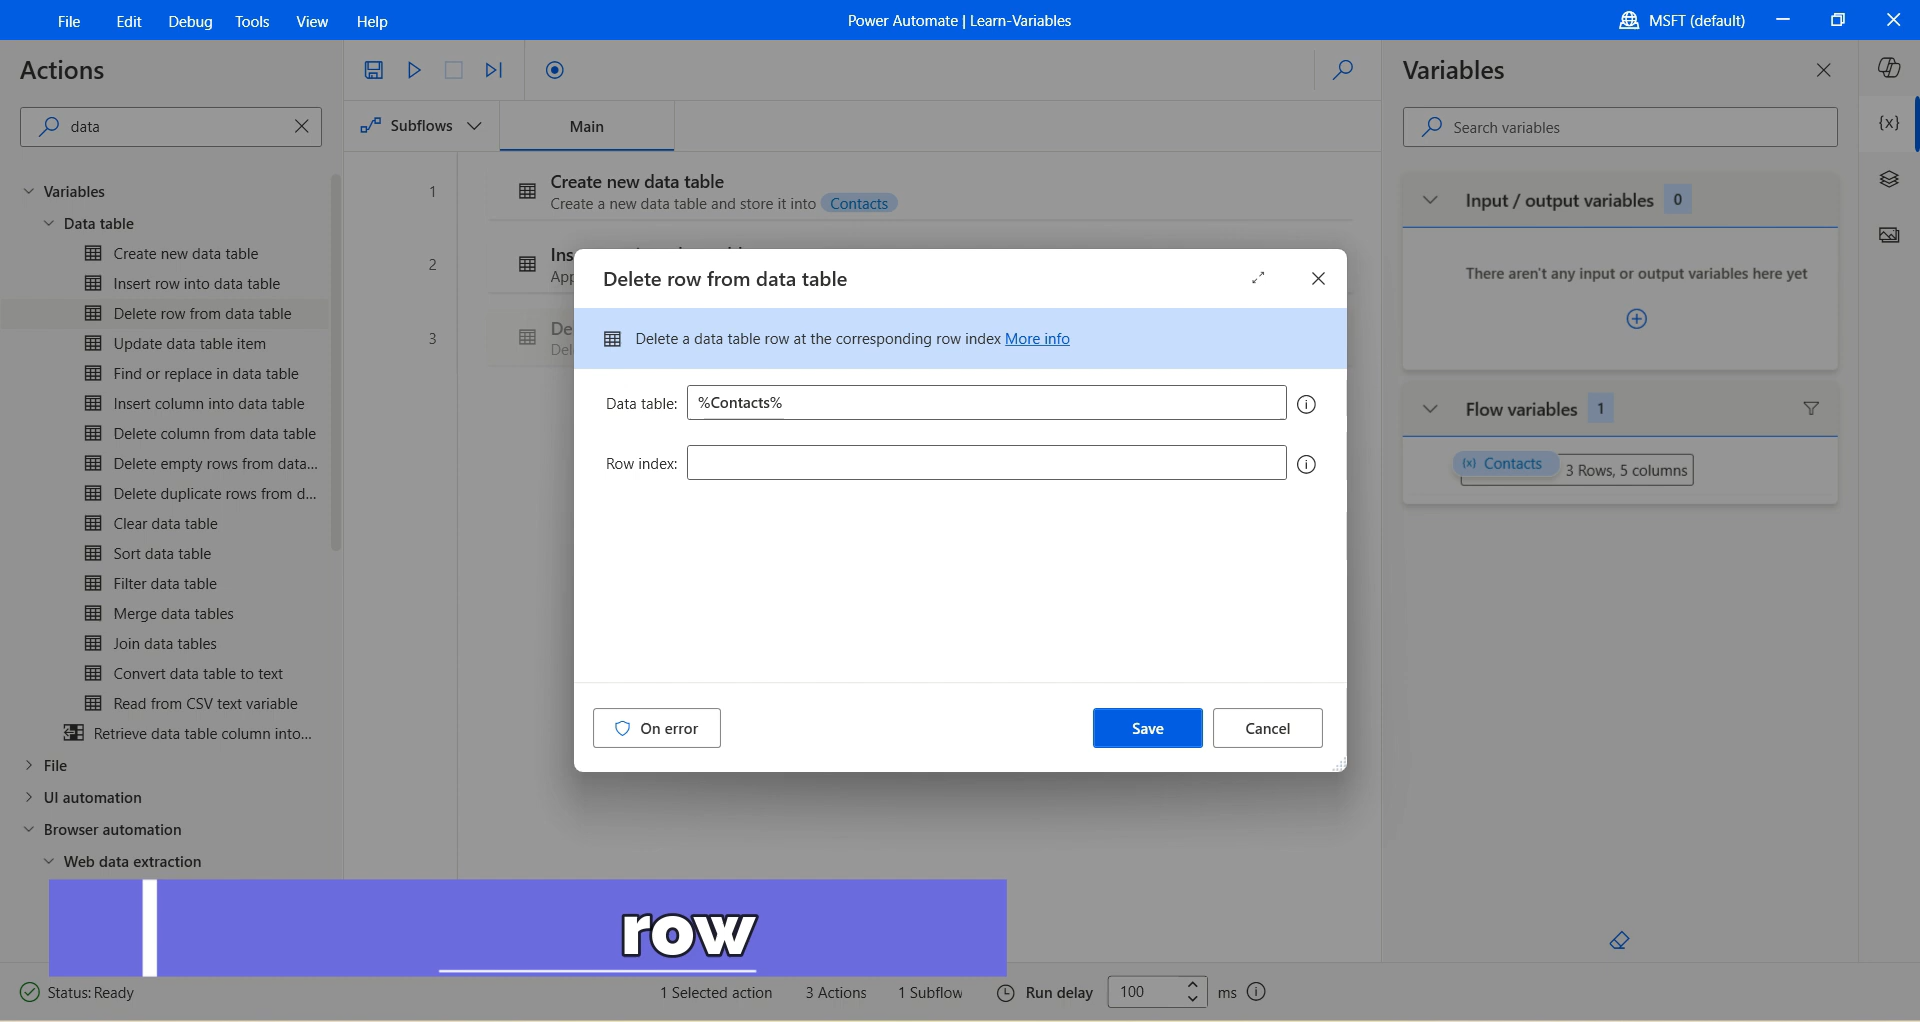 File Edit Debug Tools View Help
Power Automate | Learn-Variables
MSFT (default)
Actions
data
Variables
Data table
Create new data table
Insert row into data table
Delete row from data table
Update data table item
Find or replace in data table
Insert column into data table
Delete column from data table
Delete empty rows from data...
Delete duplicate rows from d...
Clear data table
Sort data table
Filter data table
Merge data tables
Join data tables
Convert data table to text
Read from CSV text variable
Retrieve data table column into...
File
UI automation
Browser automation
Web data extraction
Subflows
Main
1
Create new data table
Create a new data table and store it into Contacts
2
Ins
App
3
De
Del
Delete row from data table
Delete a data table row at the corresponding row index More info
Data table: %Contacts%
Row index:
On error
Save
Cancel
Variables
Search variables
{x}
Input / output variables 0
There aren't any input or output variables here yet
Flow variables 1
(x) Contacts
3 Rows, 5 columns
row
Status: Ready
1 Selected action
3 Actions
1 Subflow
Run delay 100 ms